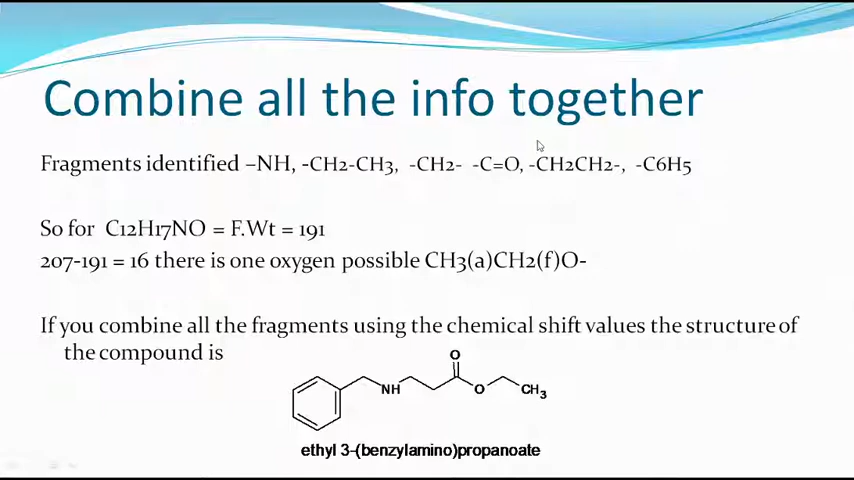 Combine all the info together
Fragments identified –NH, -CH2-CH3, -CH2- -C=O, -CH2CH2-, -C6H5
So for C12H17NO = F.Wt = 191
207-191 = 16 there is one oxygen possible CH3(a)CH2(f)O-
If you combine all the fragments using the chemical shift values the structure of
the compound is
O
NH
O
CH3
ethyl 3-(benzylamino)propanoate